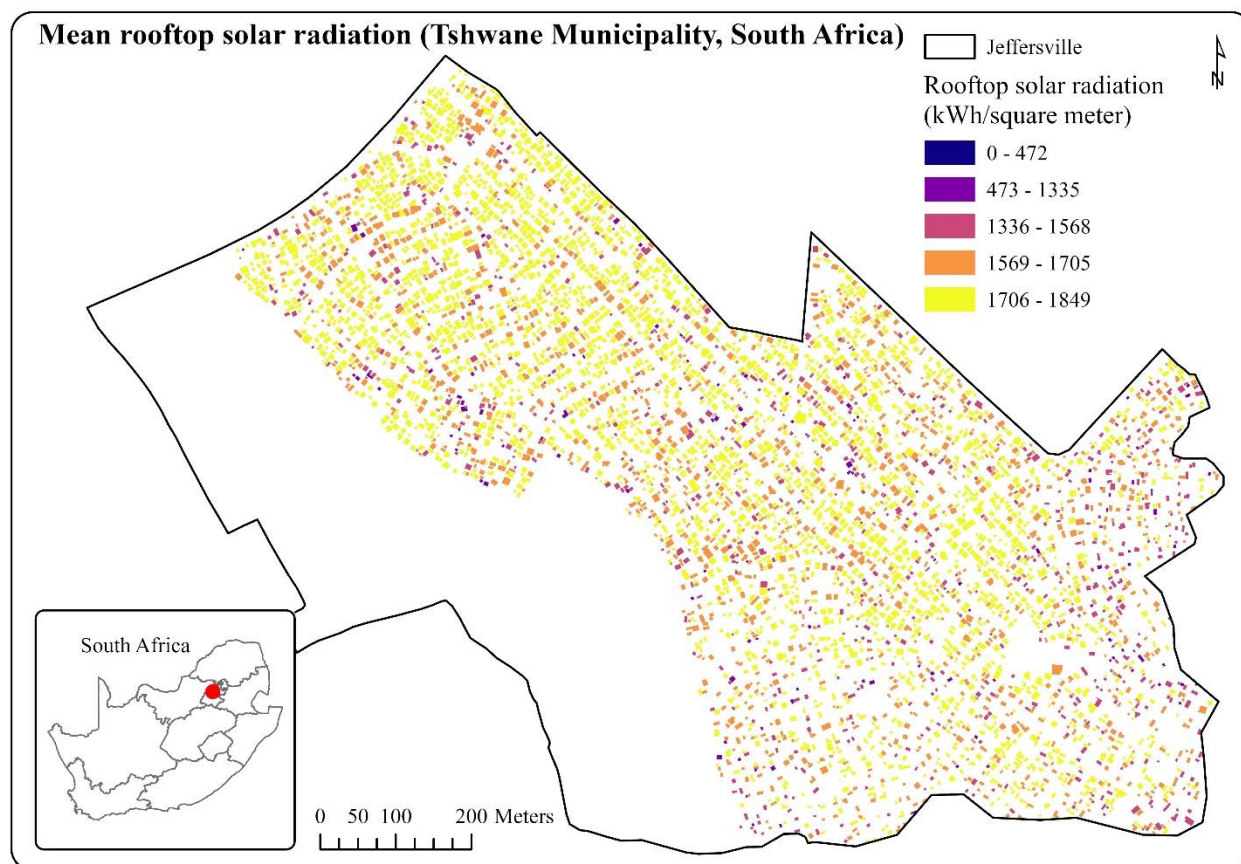 Mean rooftop solar radiation (Tshwane Municipality, South Africa)
Jeffersville
N
Rooftop solar radiation
(kWh/square meter)
0 - 472
473 - 1335
1336 - 1568
1569 - 1705
1706 - 1849
South Africa
0 50 100 200 Meters